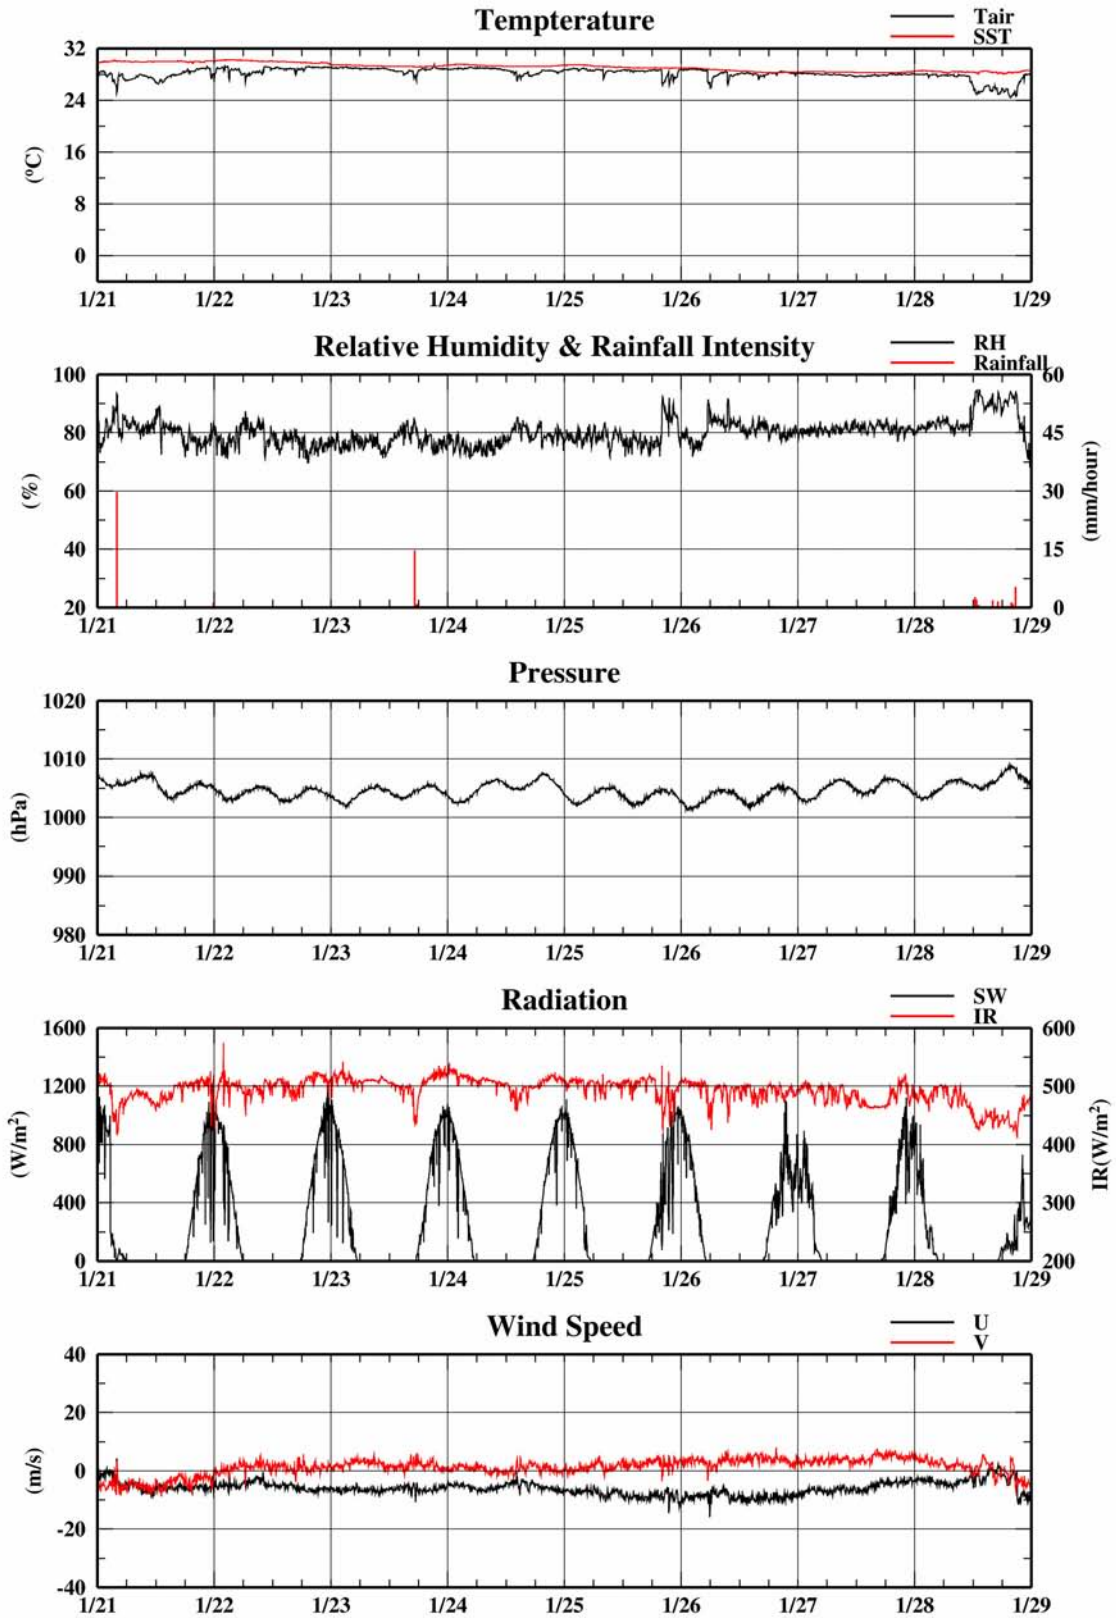 Tempterature
Tair
SST
32
24
16
8
0
(ºC)
1/21 1/22 1/23 1/24 1/25 1/26 1/27 1/28 1/29
Relative Humidity & Rainfall Intensity
RH
Rainfall
100
80
60
40
20
(%)
60
45
30
15
0
(mm/hour)
1/21 1/22 1/23 1/24 1/25 1/26 1/27 1/28 1/29
Pressure
1020
1010
1000
990
980
(hPa)
1/21 1/22 1/23 1/24 1/25 1/26 1/27 1/28 1/29
Radiation
SW
IR
1600
1200
800
400
0
(W/m²)
600
500
400
300
200
IR(W/m²)
1/21 1/22 1/23 1/24 1/25 1/26 1/27 1/28 1/29
Wind Speed
U
V
40
20
0
-20
-40
(m/s)
1/21 1/22 1/23 1/24 1/25 1/26 1/27 1/28 1/29